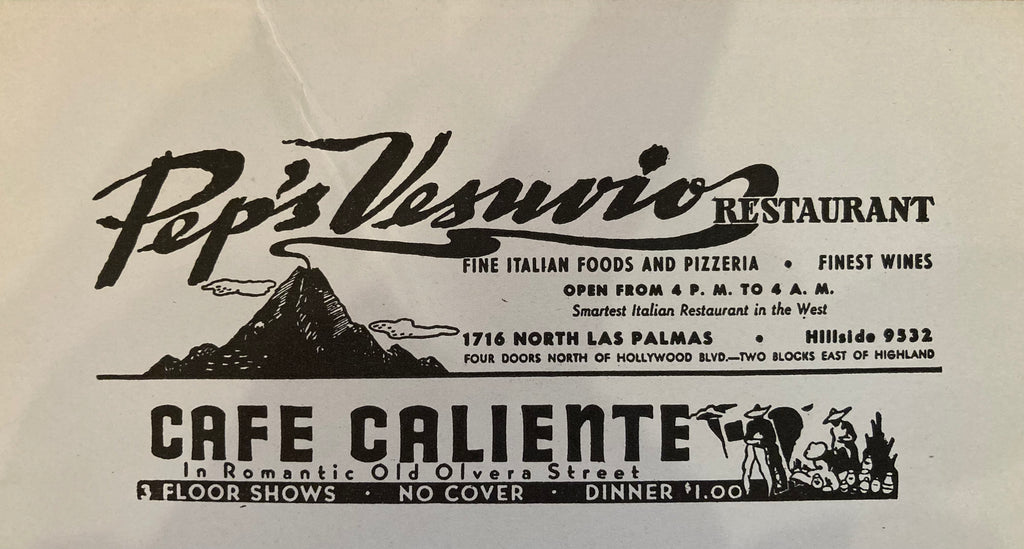 Pep's Vesuvio RESTAURANT
FINE ITALIAN FOODS AND PIZZERIA • FINEST WINES
OPEN FROM 4 P. M. TO 4 A. M.
Smartest Italian Restaurant in the West
1716 NORTH LAS PALMAS • HIllside 9532
FOUR DOORS NORTH OF HOLLYWOOD BLVD.—TWO BLOCKS EAST OF HIGHLAND
CAFE CALIENTE
In Romantic Old Olvera Street
3 FLOOR SHOWS · NO COVER · DINNER $1.00